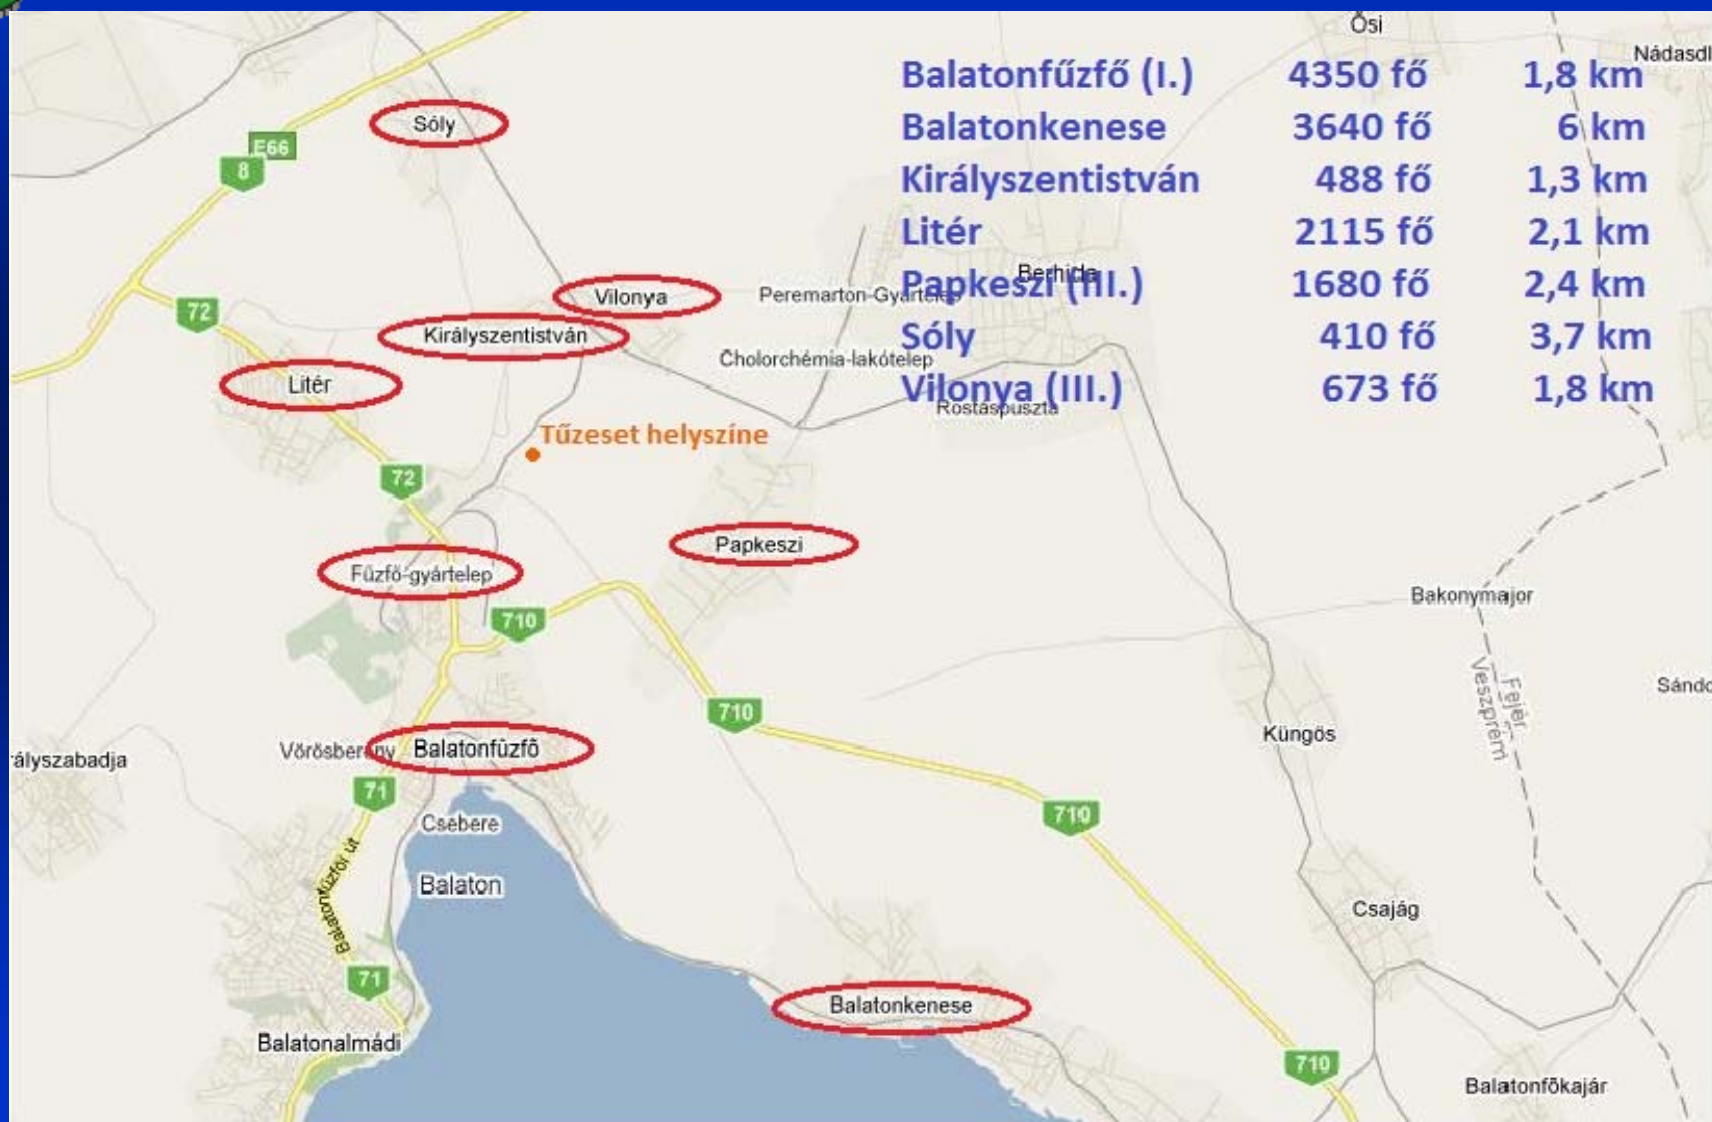 Ősi
Nádasdl
Balatonfűzfő (I.) 4350 fő 1,8 km
Balatonkenese 3640 fő 6 km
Királyszentistván 488 fő 1,3 km
Litér 2115 fő 2,1 km
Papkeszi (III.) 1680 fő 2,4 km
Sóly 410 fő 3,7 km
Vilonya (III.) 673 fő 1,8 km
Sóly
E66
8
72
Vilonya
Peremarton-Gyártelep
Berhida
Királyszentistván
Cholorchémia-lakótelep
Litér
Rostáspuszta
Tűzeset helyszíne
72
Papkeszi
Fűzfő-gyártelep
Bakonymajor
710
Fejér
Veszprém
Sándo
710
Küngös
Vörösberény
Balatonfűzfő
rályszabadja
71
710
Csebere
Balatonfűzfői út
Balaton
Csajág
71
Balatonkenese
Balatonalmádi
710
Balatonfőkajár